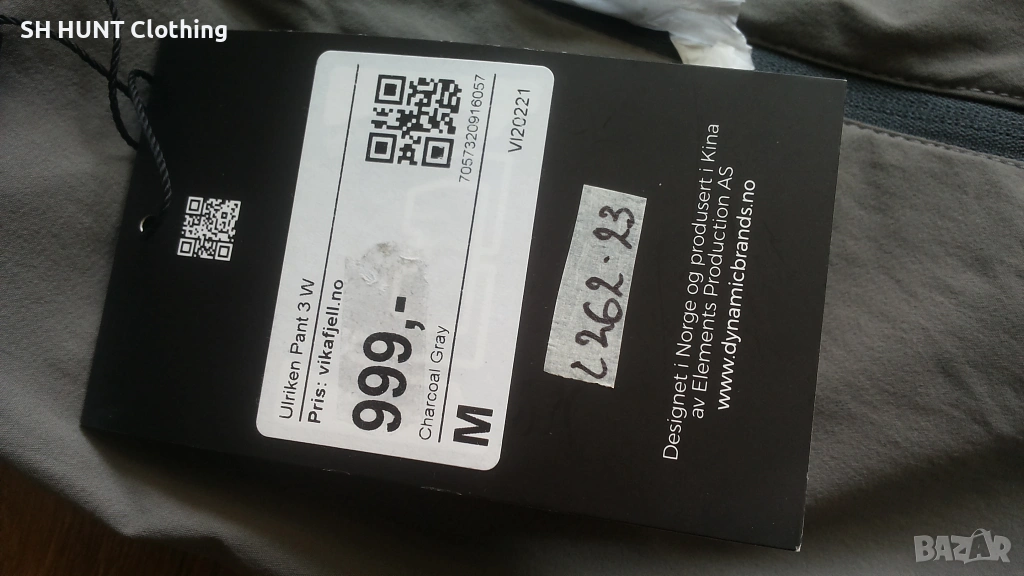 SH HUNT Clothing
Ulriken Pant 3 W
Pris: vikafjell.no
999,-
Charcoal Gray
M
7057320916057
VI20221
2262.23
Designet i Norge og produsert i Kina
av Elements Production AS
www.dynamicbrands.no
BAZAR